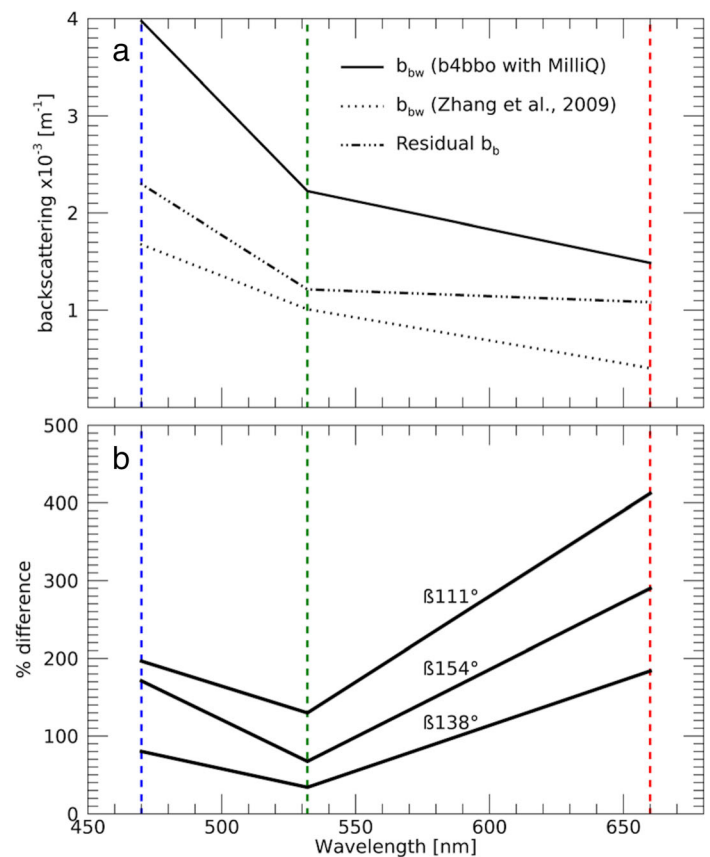 a
4
3
2
1
backscattering x10⁻³ [m⁻¹]
b_bw (b4bbo with MilliQ)
b_bw (Zhang et al., 2009)
Residual b_b
b
500
400
300
200
100
0
% difference
ß111°
ß154°
ß138°
450 500 550 600 650
Wavelength [nm]